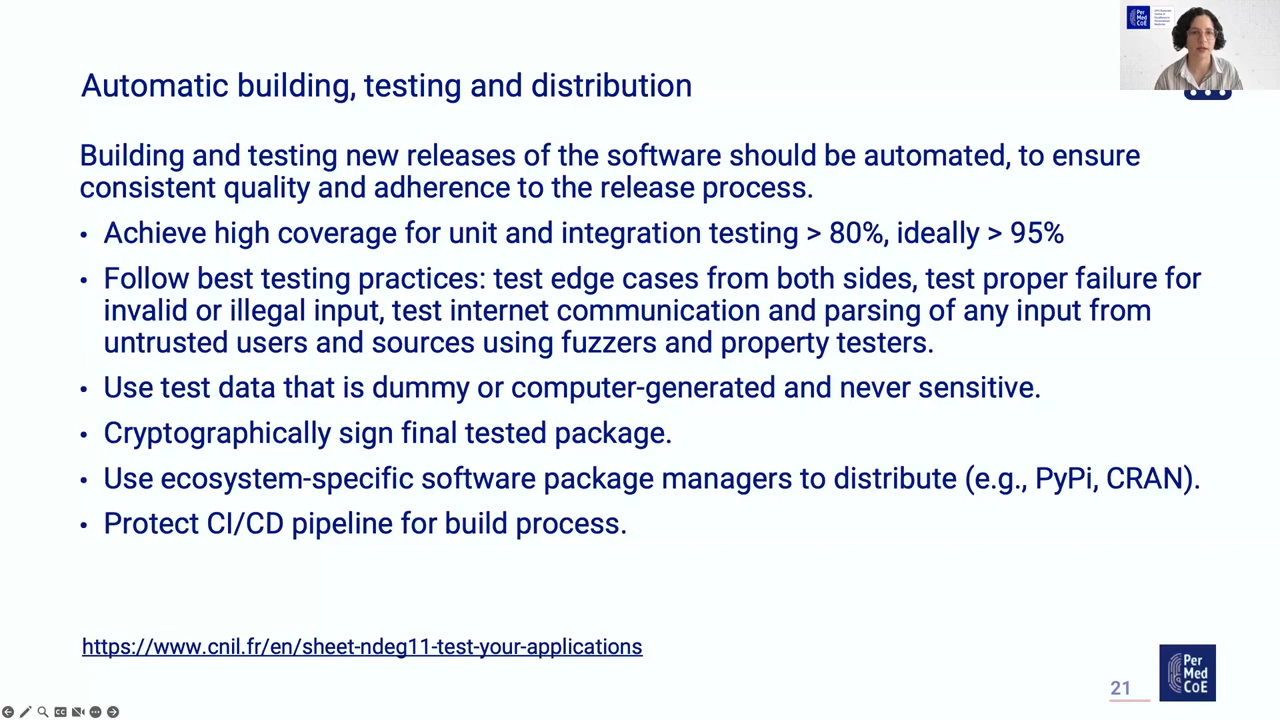 Per
Med
CoE
Automatic building, testing and distribution
Building and testing new releases of the software should be automated, to ensure
consistent quality and adherence to the release process.
• Achieve high coverage for unit and integration testing > 80%, ideally > 95%
• Follow best testing practices: test edge cases from both sides, test proper failure for
invalid or illegal input, test internet communication and parsing of any input from
untrusted users and sources using fuzzers and property testers.
• Use test data that is dummy or computer-generated and never sensitive.
• Cryptographically sign final tested package.
• Use ecosystem-specific software package managers to distribute (e.g., PyPi, CRAN).
• Protect CI/CD pipeline for build process.
https://www.cnil.fr/en/sheet-ndeg11-test-your-applications
21
Per
Med
CoE
CC